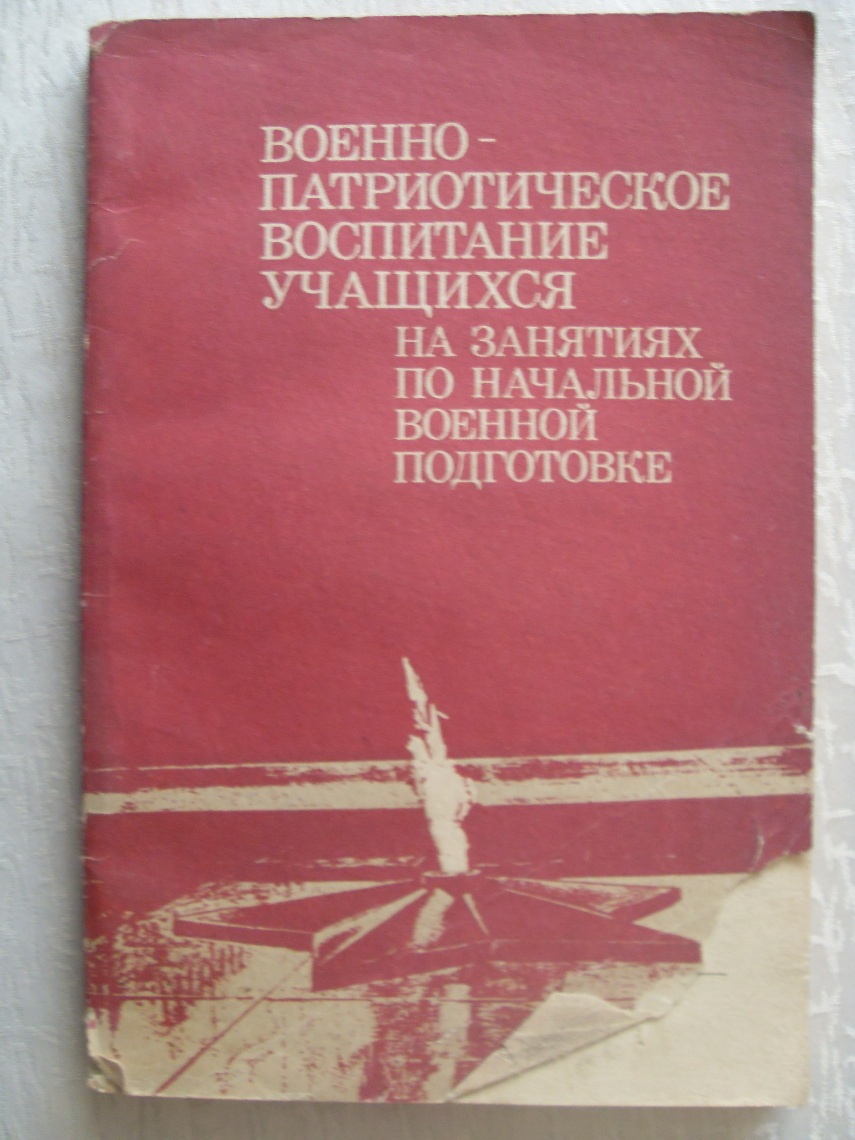 ВОЕННО-
ПАТРИОТИЧЕСКОЕ
ВОСПИТАНИЕ
УЧАЩИХСЯ
НА ЗАНЯТИЯХ
ПО НАЧАЛЬНОЙ
ВОЕННОЙ
ПОДГОТОВКЕ